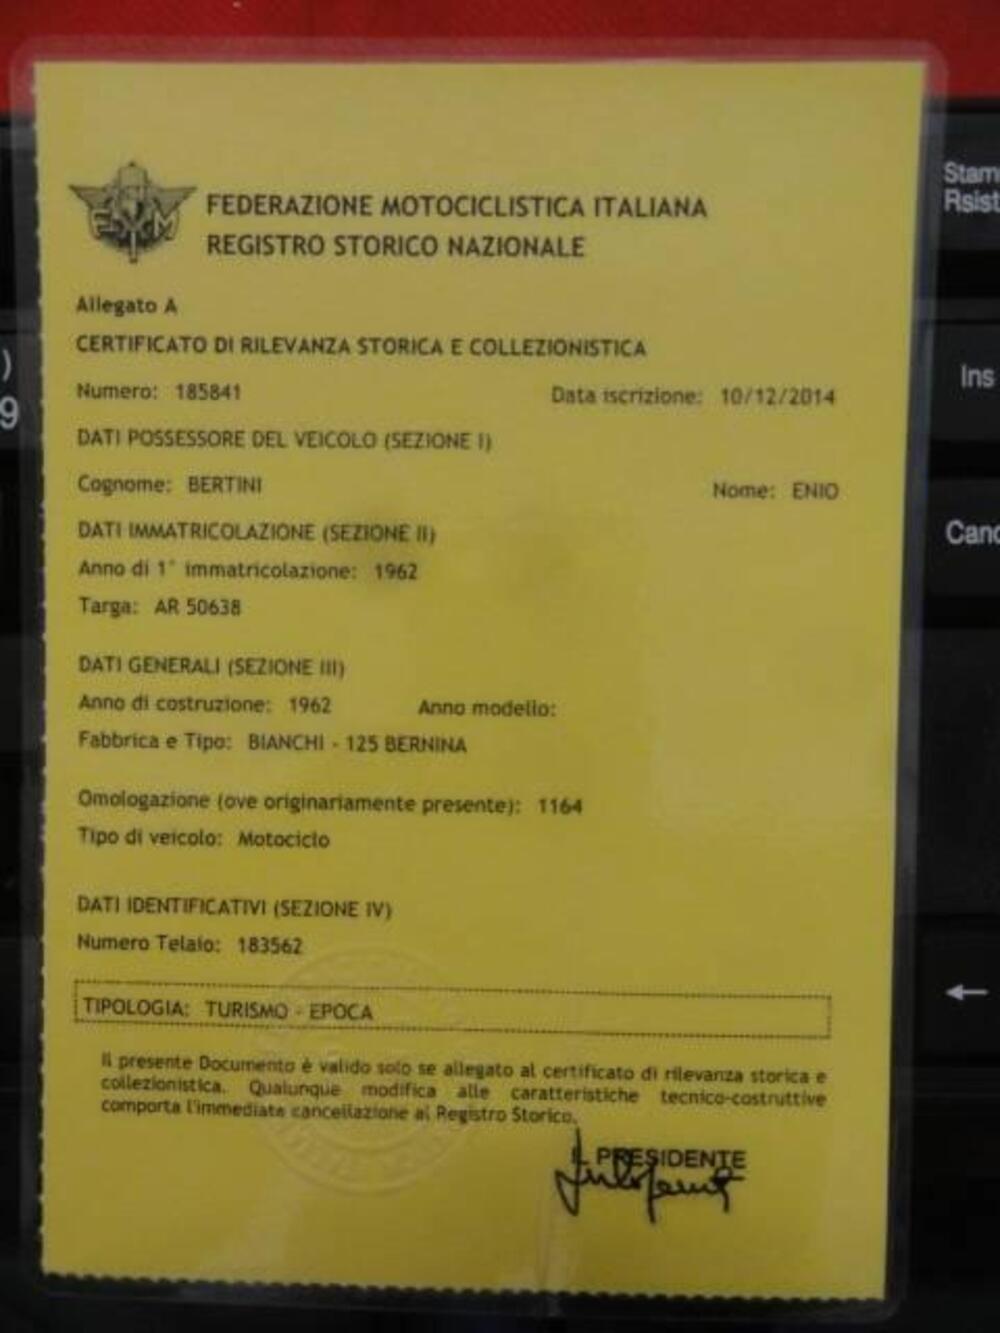 FMI
FEDERAZIONE MOTOCICLISTICA ITALIANA
REGISTRO STORICO NAZIONALE
Allegato A
CERTIFICATO DI RILEVANZA STORICA E COLLEZIONISTICA
Numero: 185841 Data iscrizione: 10/12/2014
DATI POSSESSORE DEL VEICOLO (SEZIONE I)
Cognome: BERTINI Nome: ENIO
DATI IMMATRICOLAZIONE (SEZIONE II)
Anno di 1° immatricolazione: 1962
Targa: AR 50638
DATI GENERALI (SEZIONE III)
Anno di costruzione: 1962 Anno modello:
Fabbrica e Tipo: BIANCHI - 125 BERNINA
Omologazione (ove originariamente presente): 1164
Tipo di veicolo: Motociclo
DATI IDENTIFICATIVI (SEZIONE IV)
Numero Telaio: 183562
TIPOLOGIA: TURISMO - EPOCA
Il presente Documento è valido solo se allegato al certificato di rilevanza storica e
collezionistica. Qualunque modifica alle caratteristiche tecnico-costruttive
comporta l'immediata cancellazione al Registro Storico.
IL PRESIDENTE
Stam
Rsist
Ins
Canc
)
9